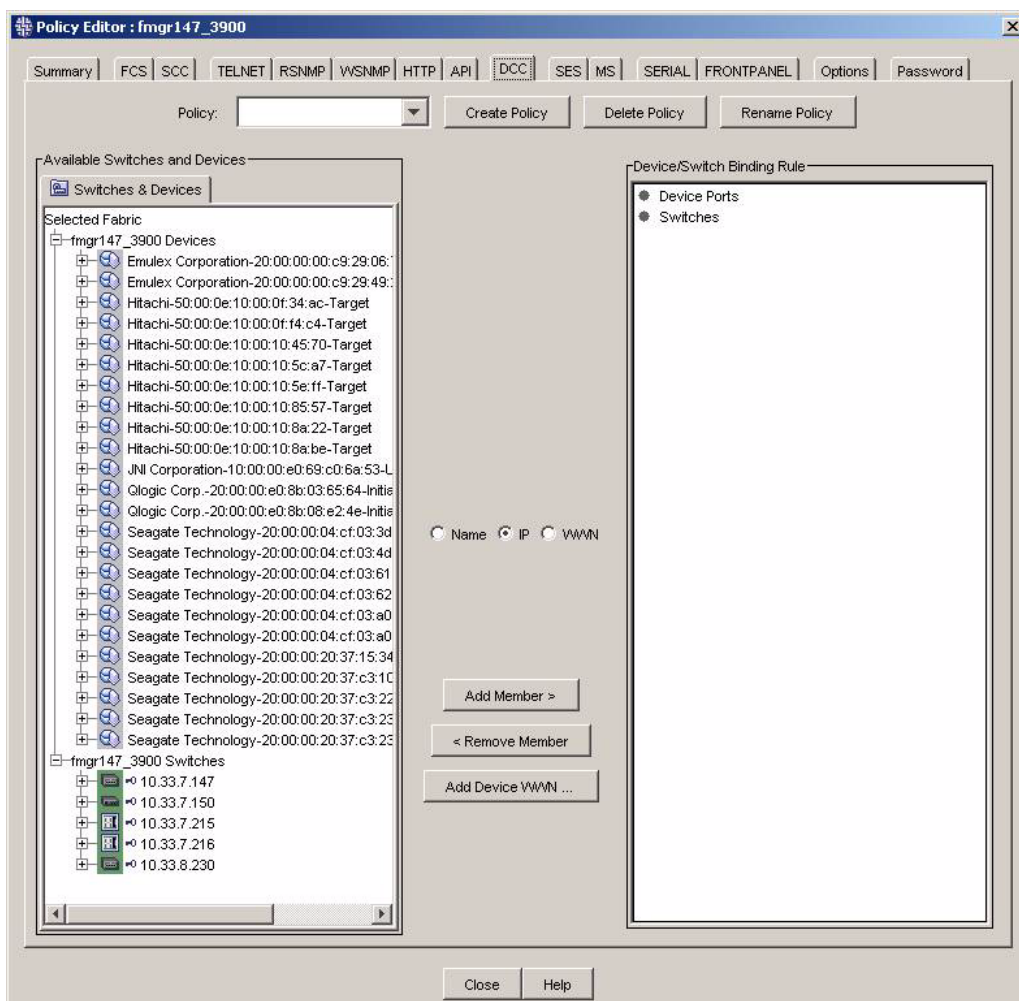 Policy Editor : fmgr147_3900
Summary FCS SCC TELNET RSNMP WSNMP HTTP API DCC SES MS SERIAL FRONTPANEL Options Password
Policy: Create Policy Delete Policy Rename Policy
Available Switches and Devices
Switches & Devices
Selected Fabric
fmgr147_3900 Devices
Emulex Corporation-20:00:00:00:c9:29:06:
Emulex Corporation-20:00:00:00:c9:29:49:
Hitachi-50:00:0e:10:00:0f:34:ac-Target
Hitachi-50:00:0e:10:00:0f:f4:c4-Target
Hitachi-50:00:0e:10:00:10:45:70-Target
Hitachi-50:00:0e:10:00:10:5c:a7-Target
Hitachi-50:00:0e:10:00:10:5e:ff-Target
Hitachi-50:00:0e:10:00:10:85:57-Target
Hitachi-50:00:0e:10:00:10:8a:22-Target
Hitachi-50:00:0e:10:00:10:8a:be-Target
JNI Corporation-10:00:00:e0:69:c0:6a:53-L
Qlogic Corp.-20:00:00:e0:8b:03:65:64-Initia
Qlogic Corp.-20:00:00:e0:8b:08:e2:4e-Initia
Seagate Technology-20:00:00:04:cf:03:3d
Seagate Technology-20:00:00:04:cf:03:4d
Seagate Technology-20:00:00:04:cf:03:61
Seagate Technology-20:00:00:04:cf:03:62
Seagate Technology-20:00:00:04:cf:03:a0
Seagate Technology-20:00:00:04:cf:03:a0
Seagate Technology-20:00:00:20:37:15:34
Seagate Technology-20:00:00:20:37:c3:10
Seagate Technology-20:00:00:20:37:c3:22
Seagate Technology-20:00:00:20:37:c3:23
Seagate Technology-20:00:00:20:37:c3:23
fmgr147_3900 Switches
10.33.7.147
10.33.7.150
10.33.7.215
10.33.7.216
10.33.8.230
Name IP WWN
Add Member >
< Remove Member
Add Device WWN ...
Device/Switch Binding Rule
Device Ports
Switches
Close Help